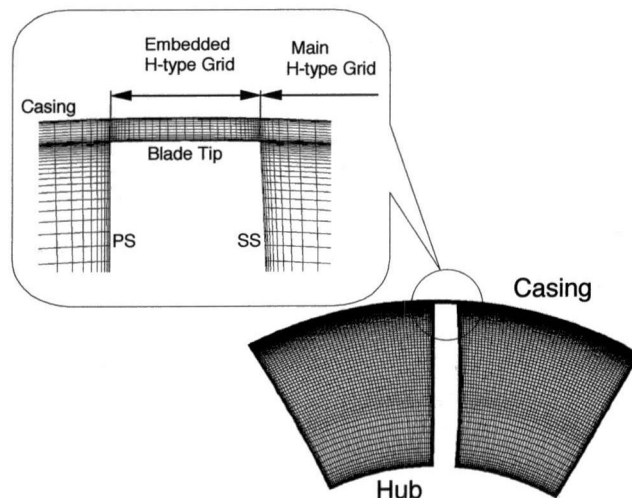 Embedded
H-type Grid
Main
H-type Grid
Casing
Blade Tip
PS
SS
Casing
Hub